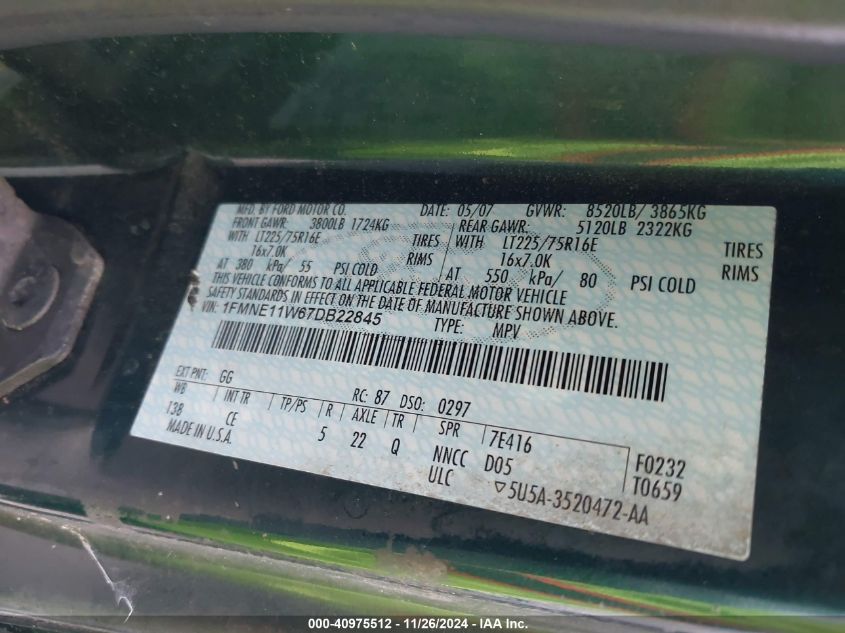 MFD. BY FORD MOTOR CO. DATE: 05/07 GVWR: 8520LB/ 3865KG
FRONT GAWR: 3800LB 1724KG REAR GAWR: 5120LB 2322KG
WITH LT225/75R16E TIRES WITH LT225/75R16E TIRES
16x7.0K RIMS 16x7.0K RIMS
AT 380 kPa/ 55 PSI COLD AT 550 kPa/ 80 PSI COLD
THIS VEHICLE CONFORMS TO ALL APPLICABLE FEDERAL MOTOR VEHICLE
SAFETY STANDARDS IN EFFECT ON THE DATE OF MANUFACTURE SHOWN ABOVE.
VIN: 1FMNE11W67DB22845 TYPE: MPV
EXT PNT: GG RC: 87 DSO: 0297
WB INT TR TP/PS R AXLE TR SPR 7E416 F0232
138 CE 5 22 Q NNCC D05 T0659
MADE IN U.S.A. ULC ▽5U5A-3520472-AA
000-40975512 - 11/26/2024 - IAA Inc.